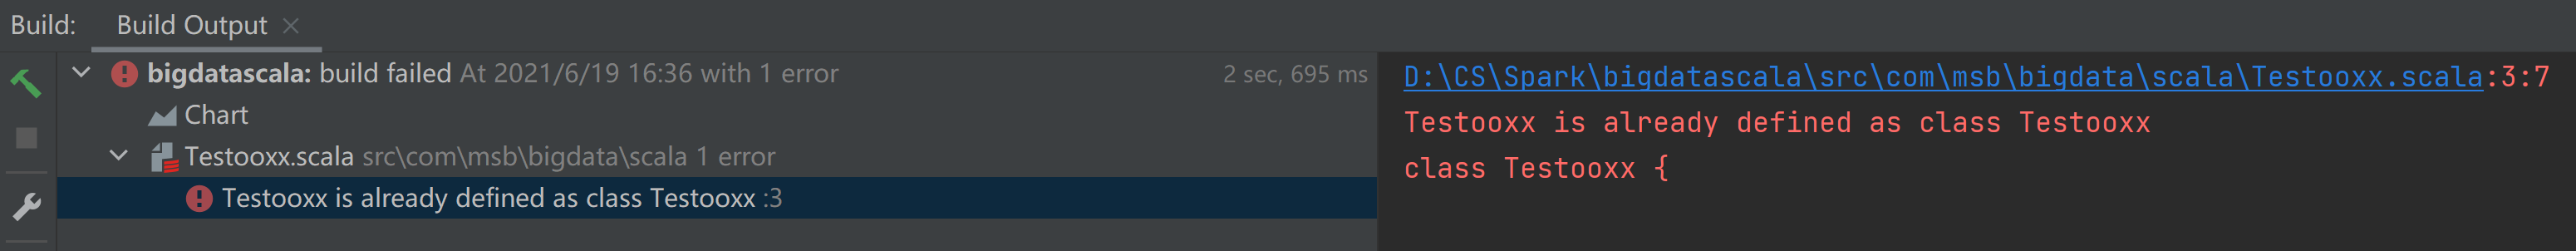 Build: Build Output
bigdatascala: build failed At 2021/6/19 16:36 with 1 error 2 sec, 695 ms
Chart
Testooxx.scala src\com\msb\bigdata\scala 1 error
Testooxx is already defined as class Testooxx :3
D:\CS\Spark\bigdatascala\src\com\msb\bigdata\scala\Testooxx.scala:3:7
Testooxx is already defined as class Testooxx
class Testooxx {